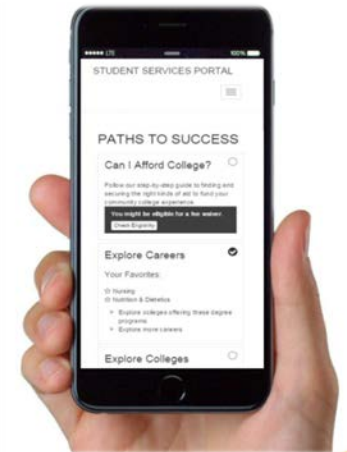 LTE 100%
STUDENT SERVICES PORTAL
PATHS TO SUCCESS
Can I Afford College?
Follow our step-by-step guide to finding and
securing the right kinds of aid to fund your
community college experience.
You might be eligible for a fee waiver.
Check Eligibility
Explore Careers
Your Favorites:
Nursing
Nutrition & Dietetics
Explore colleges offering these degree
programs
Explore more careers
Explore Colleges